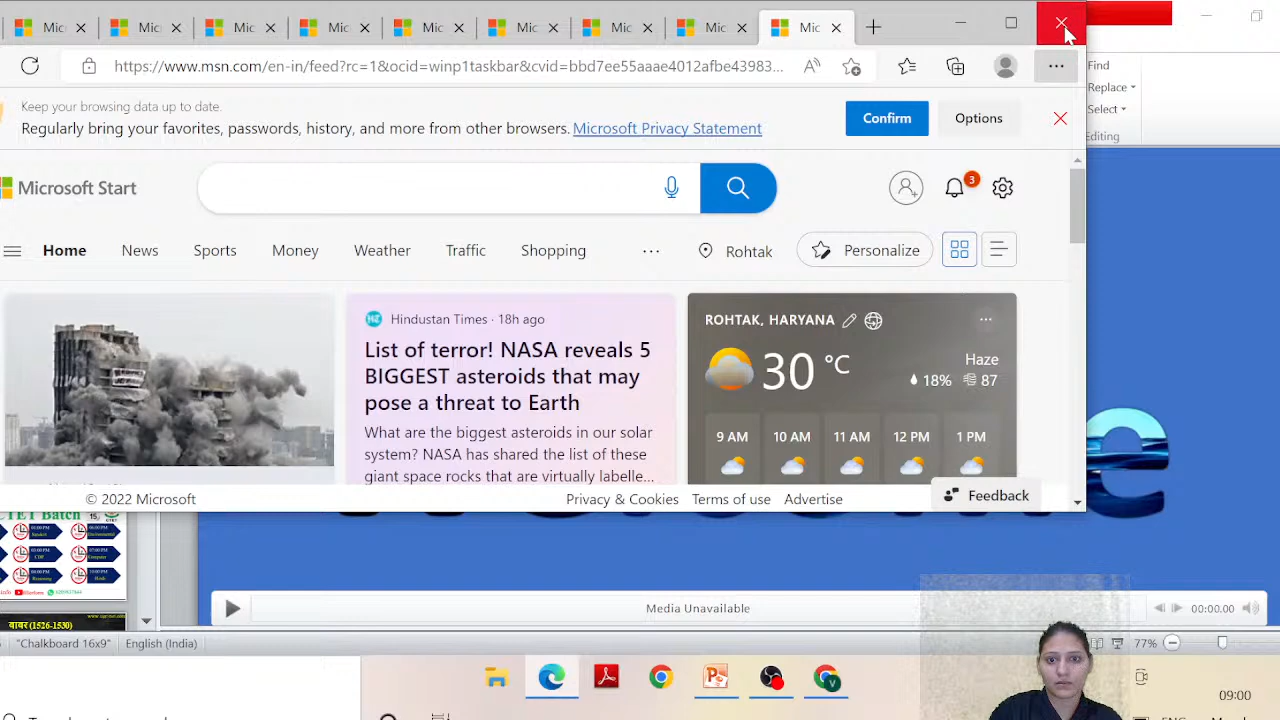 Mic Mic Mic Mic Mic Mic Mic Mic
https://www.msn.com/en-in/feed?rs=1&ocid=winp1taskbar&ovid=bbd7ee55aaae4012afbe43983...
Find
Replace
Select
Editing
Keep your browsing data up to date.
Regularly bring your favorites, passwords, history, and more from other browsers. Microsoft Privacy Statement
Confirm
Options
Microsoft Start
3
Home News Sports Money Weather Traffic Shopping ... Rohtak Personalize
Hindustan Times · 18h ago
List of terror! NASA reveals 5
BIGGEST asteroids that may
pose a threat to Earth
What are the biggest asteroids in our solar
system? NASA has shared the list of these
giant space rocks that are virtually labelle...
ROHTAK, HARYANA
30 °C
Haze
18% 87
9 AM 10 AM 11 AM 12 PM 1 PM
© 2022 Microsoft
Privacy & Cookies Terms of use Advertise
Feedback
e
TET Batch
बाबर (1526-1530)
Media Unavailable
00:00.00
"Chalkboard 16x9" English (India)
77%
09:00